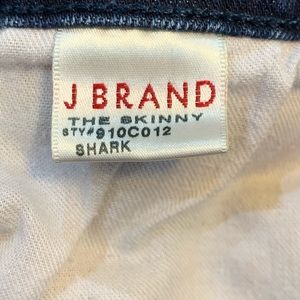 J BRAND
THE SKINNY
STY# 910C012
SHARK